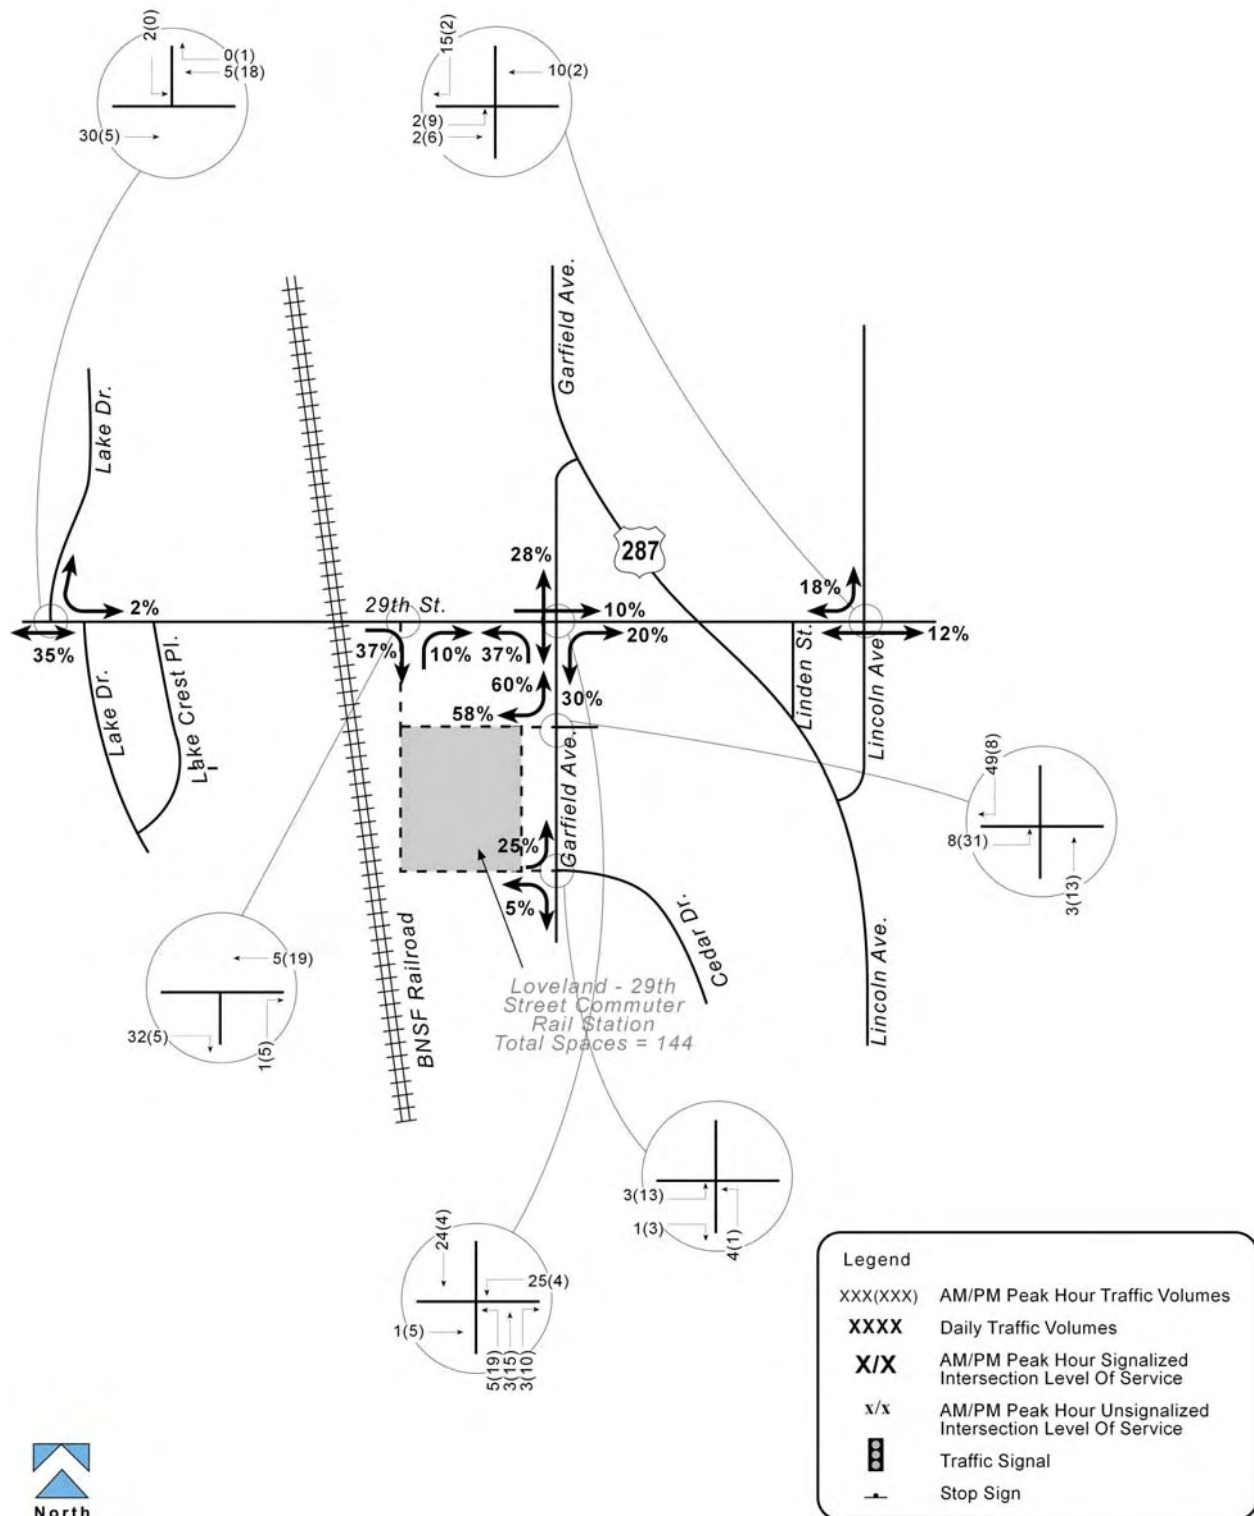 2(0)
0(1)
5(18)
30(5)
15(2)
10(2)
2(9)
2(6)
Garfield Ave.
Lake Dr.
287
28%
18%
2%
29th St.
10%
35%
37%
10%
37%
20%
12%
60%
30%
58%
Linden St.
Lincoln Ave.
Lake Dr.
Lake Crest Pl.
Garfield Ave.
49(8)
8(31)
3(13)
25%
5%
Cedar Dr.
Lincoln Ave.
BNSF Railroad
Loveland - 29th
Street Commuter
Rail Station
Total Spaces = 144
5(19)
32(5)
1(5)
3(13)
1(3)
4(1)
24(4)
25(4)
1(5)
5(19)
3(15)
3(10)
Legend
XXX(XXX) AM/PM Peak Hour Traffic Volumes
XXXX Daily Traffic Volumes
X/X AM/PM Peak Hour Signalized
Intersection Level Of Service
x/x AM/PM Peak Hour Unsignalized
Intersection Level Of Service
Traffic Signal
Stop Sign
North